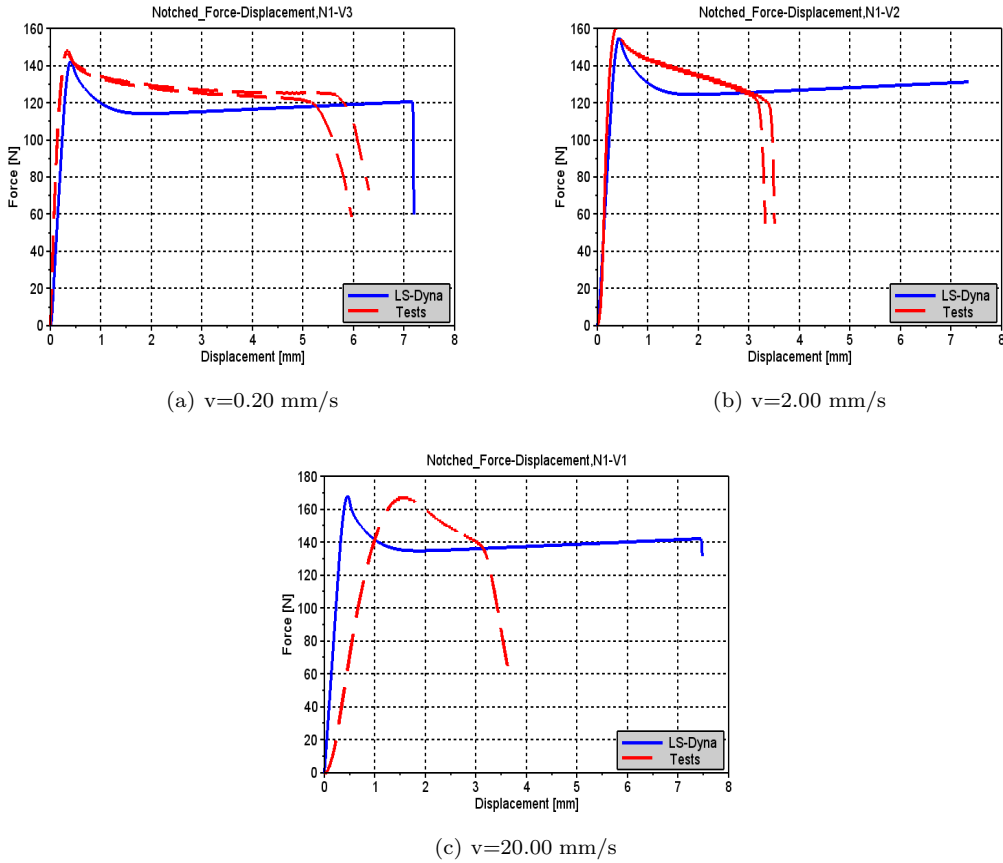 Notched_Force-Displacement,N1-V3
160
140
120
100
80
60
40
20
0
Force [N]
0 1 2 3 4 5 6 7 8
Displacement [mm]
LS-Dyna
Tests
(a) v=0.20 mm/s
Notched_Force-Displacement,N1-V2
160
140
120
100
80
60
40
20
0
Force [N]
0 1 2 3 4 5 6 7 8
Displacement [mm]
LS-Dyna
Tests
(b) v=2.00 mm/s
Notched_Force-Displacement,N1-V1
180
160
140
120
100
80
60
40
20
0
Force [N]
0 1 2 3 4 5 6 7 8
Displacement [mm]
LS-Dyna
Tests
(c) v=20.00 mm/s